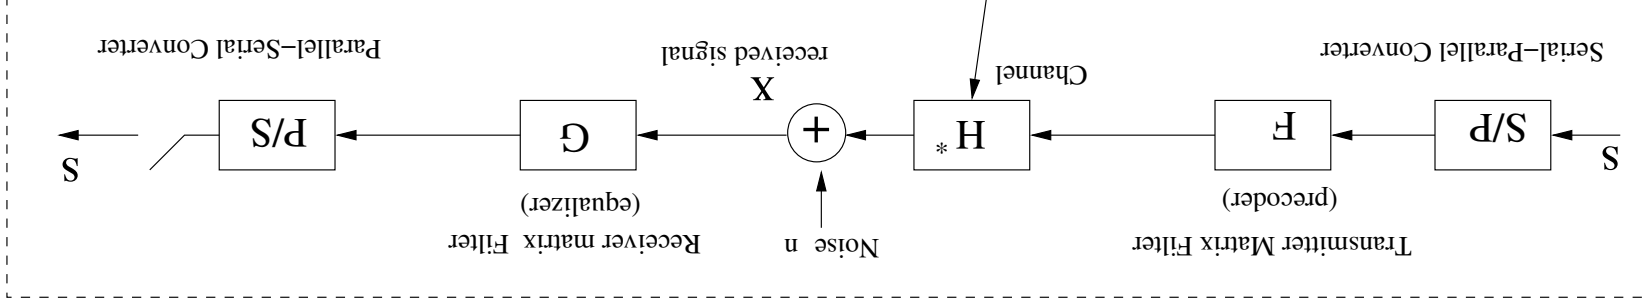 Transmitter Matrix Filter
(precoder)
Noise n
Receiver matrix Filter
(equalizer)
S
S/P
F
H*
+
G
P/S
S
Channel
X
received signal
Serial–Parallel Converter
Parallel–Serial Converter